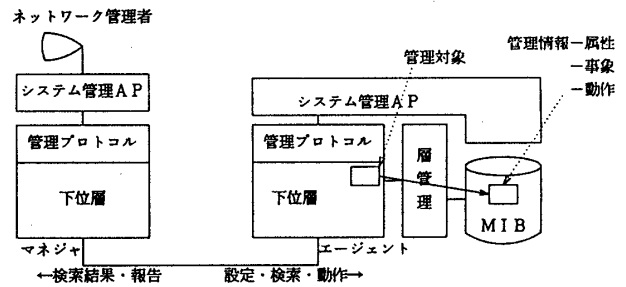 ネットワーク管理者
管理対象
管理情報－属性
－事象
－動作
システム管理ＡＰ
システム管理ＡＰ
管理プロトコル
下位層
管理プロトコル
下位層
層管理
ＭＩＢ
マネジャ
エージェント
←検索結果・報告
設定・検索・動作→